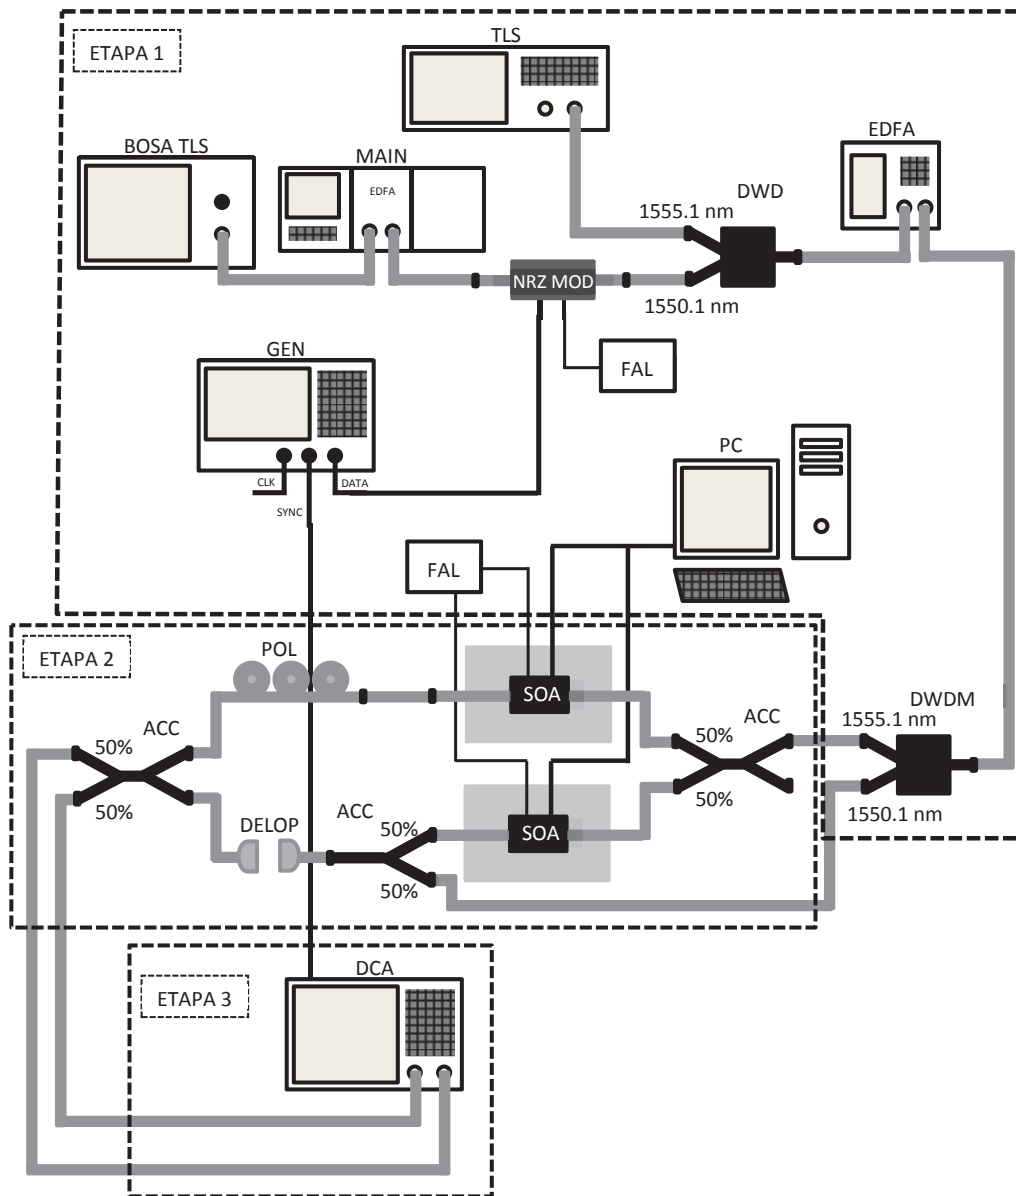 ETAPA 1
TLS
BOSA TLS
MAIN
EDFA
EDFA
DWD
1555.1 nm
NRZ MOD
1550.1 nm
FAL
GEN
CLK
SYNC
DATA
PC
FAL
ETAPA 2
POL
SOA
ACC
50%
50%
ACC
50%
50%
DWDM
1555.1 nm
1550.1 nm
DELOP
ACC
50%
50%
SOA
ETAPA 3
DCA